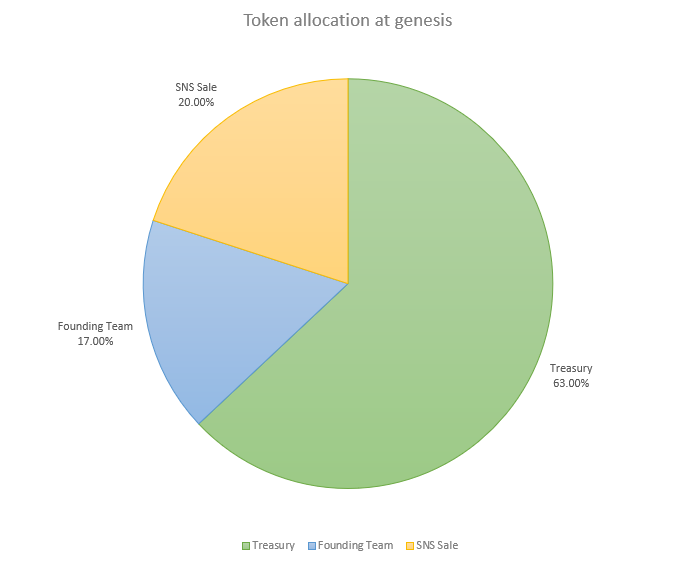 Token allocation at genesis
SNS Sale
20.00%
Founding Team
17.00%
Treasury
63.00%
Treasury Founding Team SNS Sale